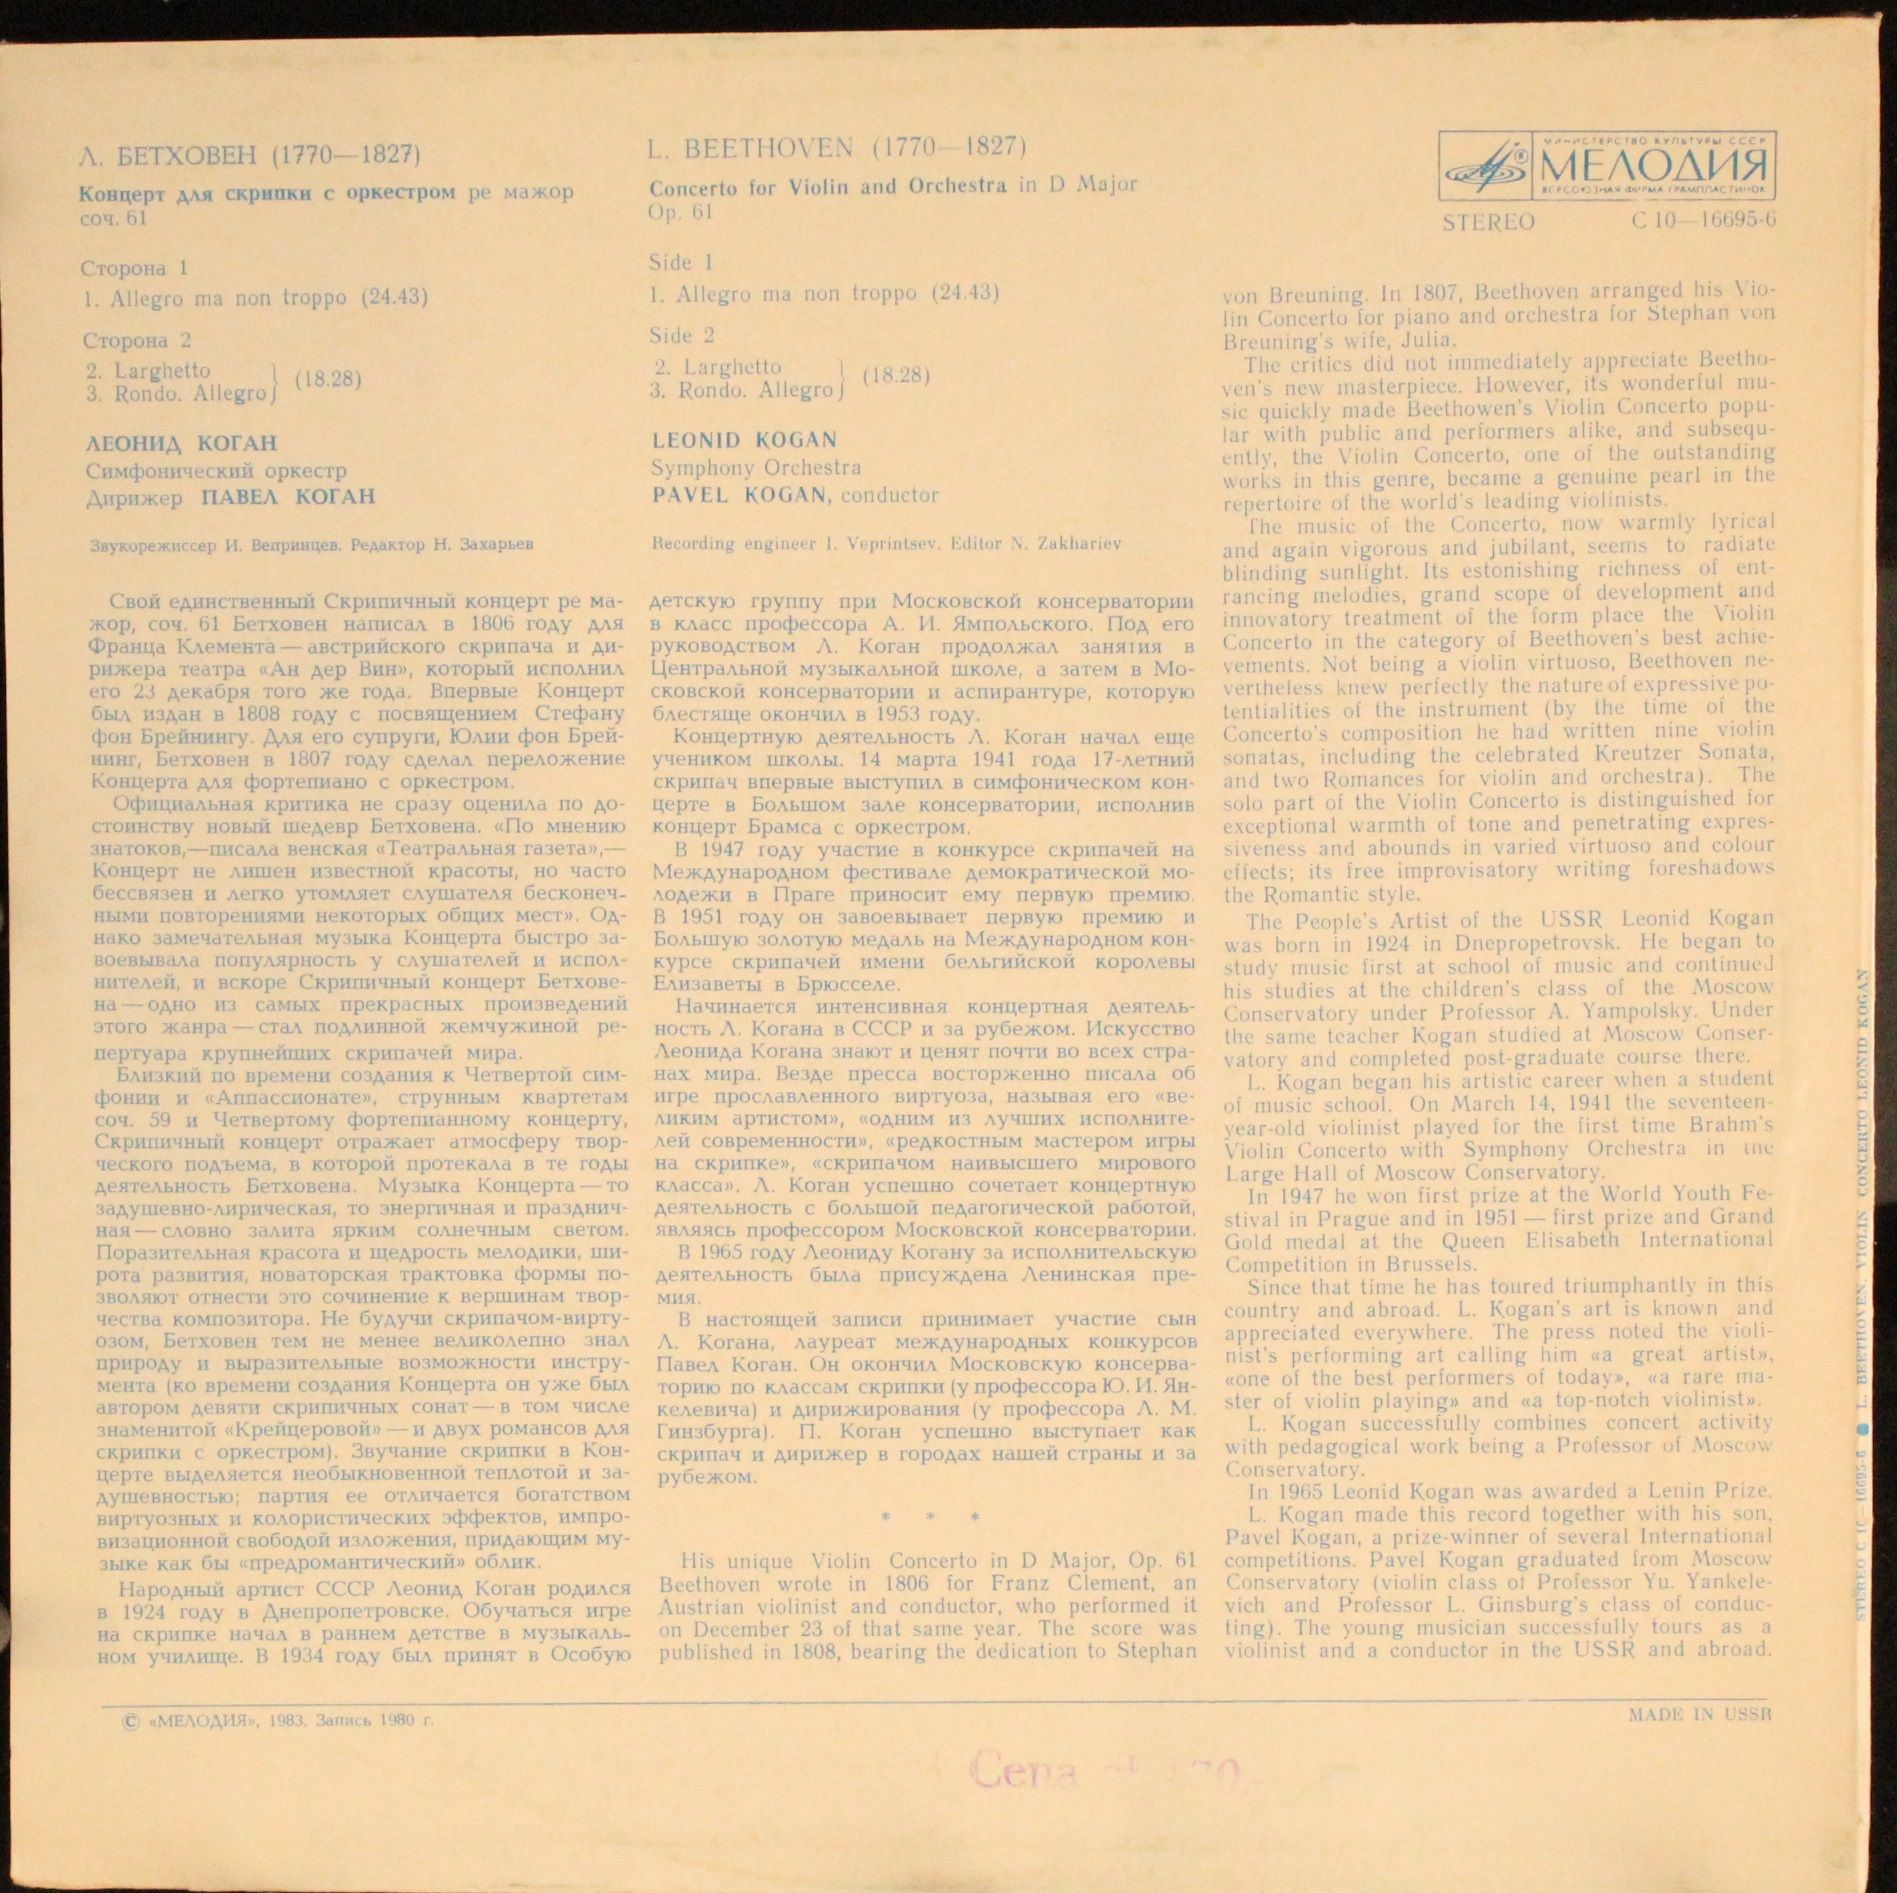 Л. БЕТХОВЕН (1770—1827)
Концерт для скрипки с оркестром ре мажор
соч. 61
Сторона 1
1. Allegro ma non troppo (24.43)
Сторона 2
2. Larghetto
3. Rondo. Allegro } (18.28)
ЛЕОНИД КОГАН
Симфонический оркестр
Дирижер ПАВЕЛ КОГАН
Звукорежиссер И. Вепринцев. Редактор Н. Захарьев
L. BEETHOVEN (1770—1827)
Concerto for Violin and Orchestra in D Major
Op. 61
Side 1
1. Allegro ma non troppo (24.43)
Side 2
2. Larghetto
3. Rondo. Allegro } (18.28)
LEONID KOGAN
Symphony Orchestra
PAVEL KOGAN, conductor
Recording engineer I. Veprintsev. Editor N. Zakhariev
МИНИСТЕРСТВО КУЛЬТУРЫ СССР
МЕЛОДИЯ
ВСЕСОЮЗНАЯ ФИРМА ГРАМПЛАСТИНОК
STEREO С 10—16695-6
Свой единственный Скрипичный концерт ре ма-
жор, соч. 61 Бетховен написал в 1806 году для
Франца Клемента — австрийского скрипача и ди-
рижера театра «Ан дер Вин», который исполнил
его 23 декабря того же года. Впервые Концерт
был издан в 1808 году с посвящением Стефану
фон Брейнингу. Для его супруги, Юлии фон Брей-
нинг, Бетховен в 1807 году сделал переложение
Концерта для фортепиано с оркестром.
Официальная критика не сразу оценила по до-
стоинству новый шедевр Бетховена. «По мнению
знатоков,—писала венская «Театральная газета»,—
Концерт не лишен известной красоты, но часто
бессвязен и легко утомляет слушателя бесконеч-
ными повторениями некоторых общих мест». Од-
нако замечательная музыка Концерта быстро за-
воевывала популярность у слушателей и испол-
нителей, и вскоре Скрипичный концерт Бетхове-
на — одно из самых прекрасных произведений
этого жанра — стал подлинной жемчужиной ре-
пертуара крупнейших скрипачей мира.
Близкий по времени создания к Четвертой сим-
фонии и «Аппассионате», струнным квартетам
соч. 59 и Четвертому фортепианному концерту,
Скрипичный концерт отражает атмосферу твор-
ческого подъема, в которой протекала в те годы
деятельность Бетховена. Музыка Концерта — то
задушевно-лирическая, то энергичная и празднич-
ная — словно залита ярким солнечным светом.
Поразительная красота и щедрость мелодики, ши-
рота развития, новаторская трактовка формы по-
зволяют отнести это сочинение к вершинам твор-
чества композитора. Не будучи скрипачом-вирту-
озом, Бетховен тем не менее великолепно знал
природу и выразительные возможности инстру-
мента (ко времени создания Концерта он уже был
автором девяти скрипичных сонат — в том числе
знаменитой «Крейцеровой» — и двух романсов для
скрипки с оркестром). Звучание скрипки в Кон-
церте выделяется необыкновенной теплотой и за-
душевностью; партия ее отличается богатством
виртуозных и колористических эффектов, импро-
визационной свободой изложения, придающим му-
зыке как бы «предромантический» облик.
Народный артист СССР Леонид Коган родился
в 1924 году в Днепропетровске. Обучаться игре
на скрипке начал в раннем детстве в музыкаль-
ном училище. В 1934 году был принят в Особую
детскую группу при Московской консерватории
в класс профессора А. И. Ямпольского. Под его
руководством Л. Коган продолжал занятия в
Центральной музыкальной школе, а затем в Мо-
сковской консерватории и аспирантуре, которую
блестяще окончил в 1953 году.
Концертную деятельность Л. Коган начал еще
учеником школы. 14 марта 1941 года 17-летний
скрипач впервые выступил в симфоническом кон-
церте в Большом зале консерватории, исполнив
концерт Брамса с оркестром.
В 1947 году участие в конкурсе скрипачей на
Международном фестивале демократической мо-
лодежи в Праге приносит ему первую премию.
В 1951 году он завоевывает первую премию и
Большую золотую медаль на Международном кон-
курсе скрипачей имени бельгийской королевы
Елизаветы в Брюсселе.
Начинается интенсивная концертная деятель-
ность Л. Когана в СССР и за рубежом. Искусство
Леонида Когана знают и ценят почти во всех стра-
нах мира. Везде пресса восторженно писала об
игре прославленного виртуоза, называя его «ве-
ликим артистом», «одним из лучших исполните-
лей современности», «редкостным мастером игры
на скрипке», «скрипачом наивысшего мирового
класса». Л. Коган успешно сочетает концертную
деятельность с большой педагогической работой,
являясь профессором Московской консерватории.
В 1965 году Леониду Когану за исполнительскую
деятельность была присуждена Ленинская пре-
мия.
В настоящей записи принимает участие сын
Л. Когана, лауреат международных конкурсов
Павел Коган. Он окончил Московскую консерва-
торию по классам скрипки (у профессора Ю. И. Ян-
келевича) и дирижирования (у профессора Л. М.
Гинзбурга). П. Коган успешно выступает как
скрипач и дирижер в городах нашей страны и за
рубежом.
* * *
His unique Violin Concerto in D Major, Op. 61
Beethoven wrote in 1806 for Franz Clement, an
Austrian violinist and conductor, who performed it
on December 23 of that same year. The score was
published in 1808, bearing the dedication to Stephan
von Breuning. In 1807, Beethoven arranged his Vio-
lin Concerto for piano and orchestra for Stephan von
Breuning's wife, Julia.
The critics did not immediately appreciate Beetho-
ven's new masterpiece. However, its wonderful mu-
sic quickly made Beethowen's Violin Concerto popu-
lar with public and performers alike, and subsequ-
ently, the Violin Concerto, one of the outstanding
works in this genre, became a genuine pearl in the
repertoire of the world's leading violinists.
The music of the Concerto, now warmly lyrical
and again vigorous and jubilant, seems to radiate
blinding sunlight. Its estonishing richness of ent-
rancing melodies, grand scope of development and
innovatory treatment of the form place the Violin
Concerto in the category of Beethoven's best achie-
vements. Not being a violin virtuoso, Beethoven ne-
vertheless knew perfectly the nature of expressive po-
tentialities of the instrument (by the time of the
Concerto's composition he had written nine violin
sonatas, including the celebrated Kreutzer Sonata,
and two Romances for violin and orchestra). The
solo part of the Violin Concerto is distinguished for
exceptional warmth of tone and penetrating expres-
siveness and abounds in varied virtuoso and colour
effects; its free improvisatory writing foreshadows
the Romantic style.
The People's Artist of the USSR Leonid Kogan
was born in 1924 in Dnepropetrovsk. He began to
study music first at school of music and continued
his studies at the children's class of the Moscow
Conservatory under Professor A. Yampolsky. Under
the same teacher Kogan studied at Moscow Conser-
vatory and completed post-graduate course there.
L. Kogan began his artistic career when a student
of music school. On March 14, 1941 the seventeen-
year-old violinist played for the first time Brahm's
Violin Concerto with Symphony Orchestra in the
Large Hall of Moscow Conservatory.
In 1947 he won first prize at the World Youth Fe-
stival in Prague and in 1951 — first prize and Grand
Gold medal at the Queen Elisabeth International
Competition in Brussels.
Since that time he has toured triumphantly in this
country and abroad. L. Kogan's art is known and
appreciated everywhere. The press noted the violi-
nist's performing art calling him «a great artist»,
«one of the best performers of today», «a rare ma-
ster of violin playing» and «a top-notch violinist».
L. Kogan successfully combines concert activity
with pedagogical work being a Professor of Moscow
Conservatory.
In 1965 Leonid Kogan was awarded a Lenin Prize.
L. Kogan made this record together with his son,
Pavel Kogan, a prize-winner of several International
competitions. Pavel Kogan graduated from Moscow
Conservatory (violin class of Professor Yu. Yankele-
vich and Professor L. Ginsburg's class of conduc-
ting). The young musician successfully tours as a
violinist and a conductor in the USSR and abroad.
© «МЕЛОДИЯ», 1983. Запись 1980 г.
MADE IN USSR
Cena
STEREO С 10—16695-6 ● L. BEETHOVEN. VIOLIN CONCERTO LEONID KOGAN